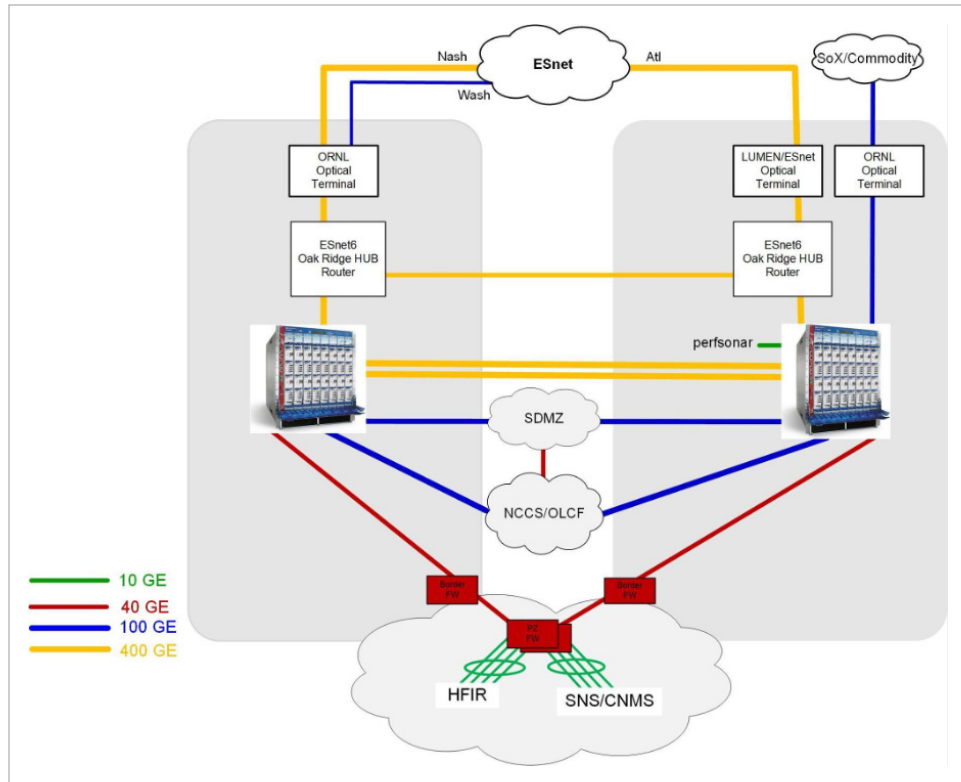 Nash
ESnet
Atl
SoX/Commodity
Wash
ORNL
Optical
Terminal
LUMEN/ESnet
Optical
Terminal
ORNL
Optical
Terminal
ESnet6
Oak Ridge HUB
Router
ESnet6
Oak Ridge HUB
Router
perfsonar
SDMZ
NCCS/OLCF
10 GE
40 GE
100 GE
400 GE
Border
FW
Border
FW
PZ
FW
HFIR
SNS/CNMS